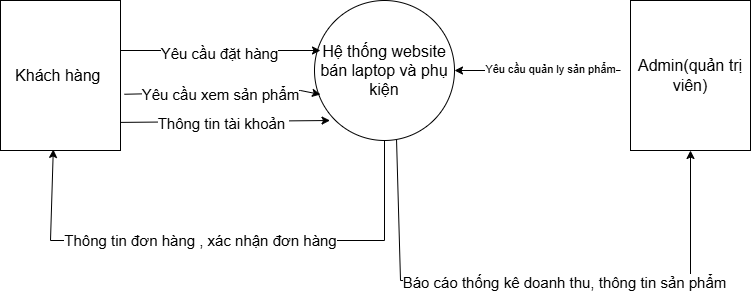 Khách hàng
Yêu cầu đặt hàng
Yêu cầu xem sản phẩm
Thông tin tài khoản
Hệ thống website
bán laptop và phụ
kiện
Yêu cầu quản ly sản phẩm
Admin(quản trị
viên)
Thông tin đơn hàng , xác nhận đơn hàng
Báo cáo thống kê doanh thu, thông tin sản phẩm